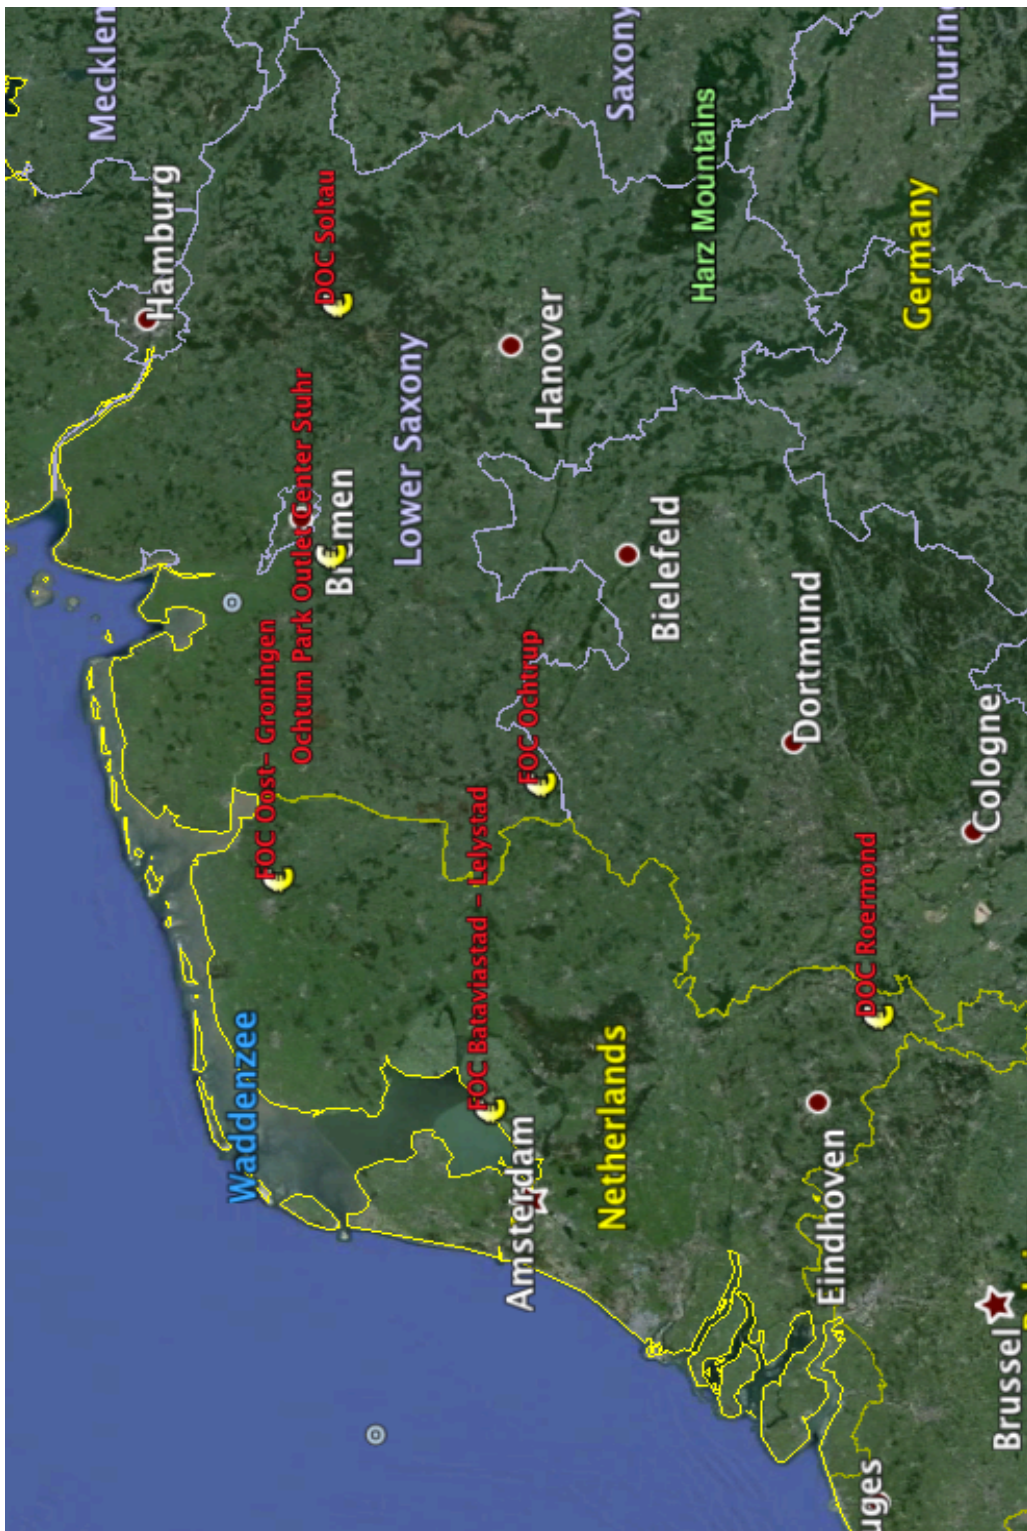 Mecklen
Hamburg
Waddenzee
FOC Oost- Groningen
Ochtum Park Outlet Center Stuhr
DOC Soltau
Bremen
Lower Saxony
FOC Bataviastad - Lelystad
Amsterdam
FOC Ochtrup
Hanover
Netherlands
Saxony
Bielefeld
Harz Mountains
Dortmund
Eindhoven
DOC Roermond
uges
Germany
Thurin
Cologne
Brussel